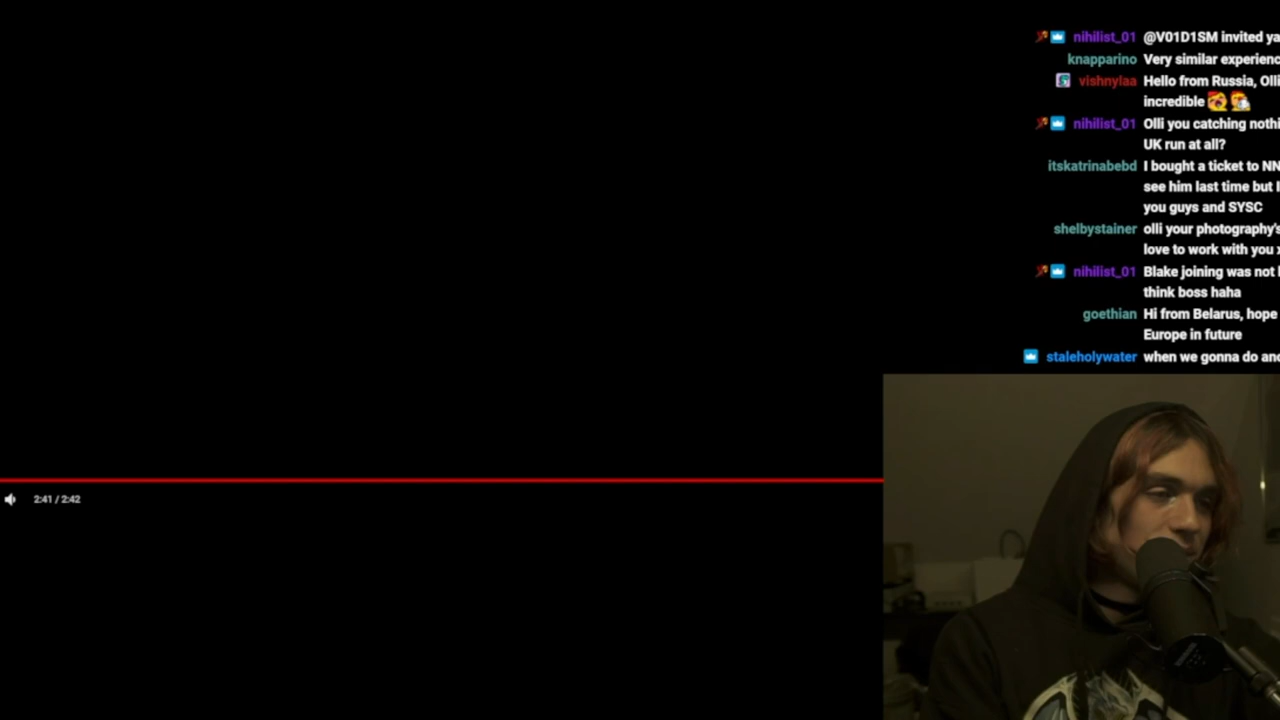 nihilist_01 @V01D1SM invited ya
knapparino Very similar experienc
vishnylaa Hello from Russia, Olli
incredible
nihilist_01 Olli you catching nothi
UK run at all?
itskatrinabebd I bought a ticket to NN
see him last time but I
you guys and SYSC
shelbystainer olli your photography's
love to work with you x
nihilist_01 Blake joining was not
think boss haha
goethian Hi from Belarus, hope
Europe in future
staleholywater when we gonna do ano
2:41 / 2:42